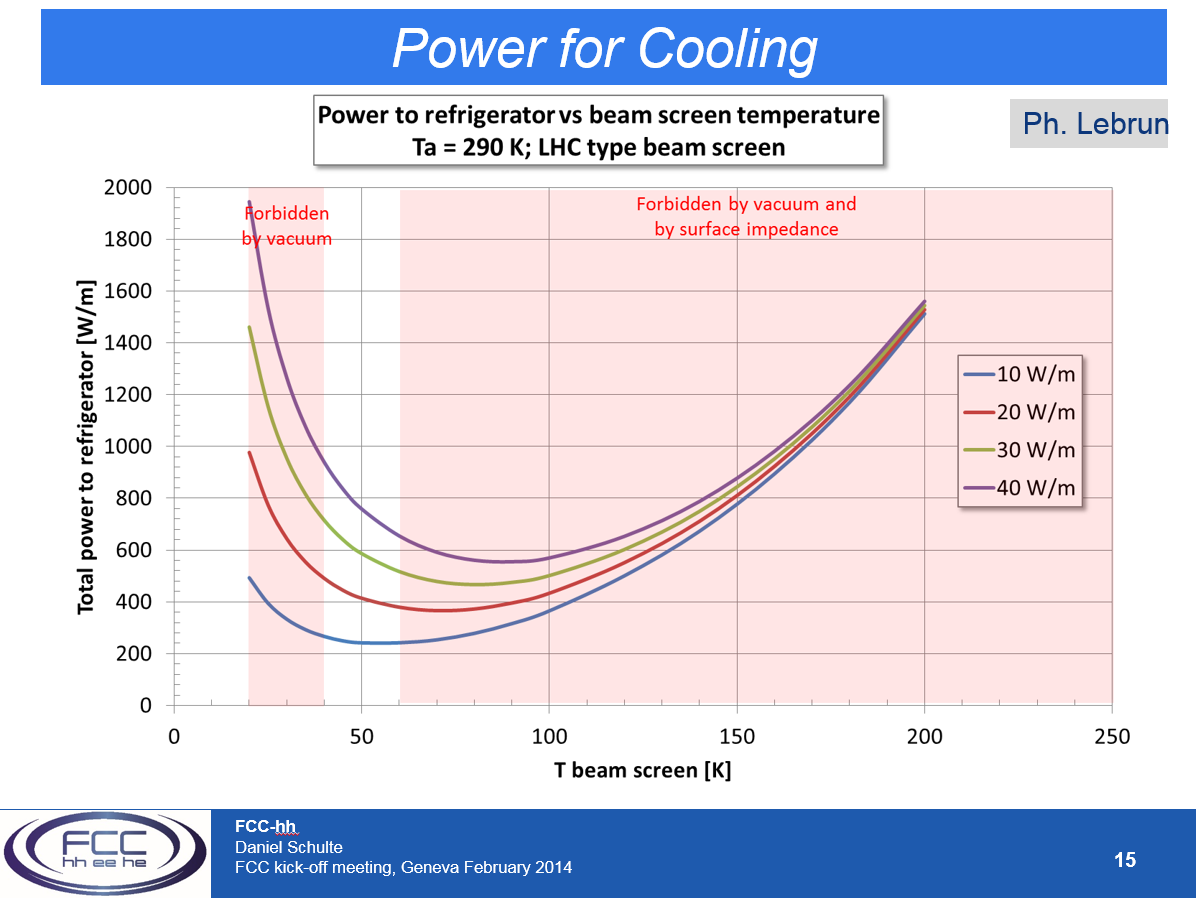 Power for Cooling
Power to refrigerator vs beam screen temperature
Ta = 290 K; LHC type beam screen
Ph. Lebrun
Forbidden
by vacuum
Forbidden by vacuum and
by surface impedance
Total power to refrigerator [W/m]
2000
1800
1600
1400
1200
1000
800
600
400
200
0
10 W/m
20 W/m
30 W/m
40 W/m
0
50
100
150
200
250
T beam screen [K]
FCC
hh ee he
FCC-hh
Daniel Schulte
FCC kick-off meeting, Geneva February 2014
15